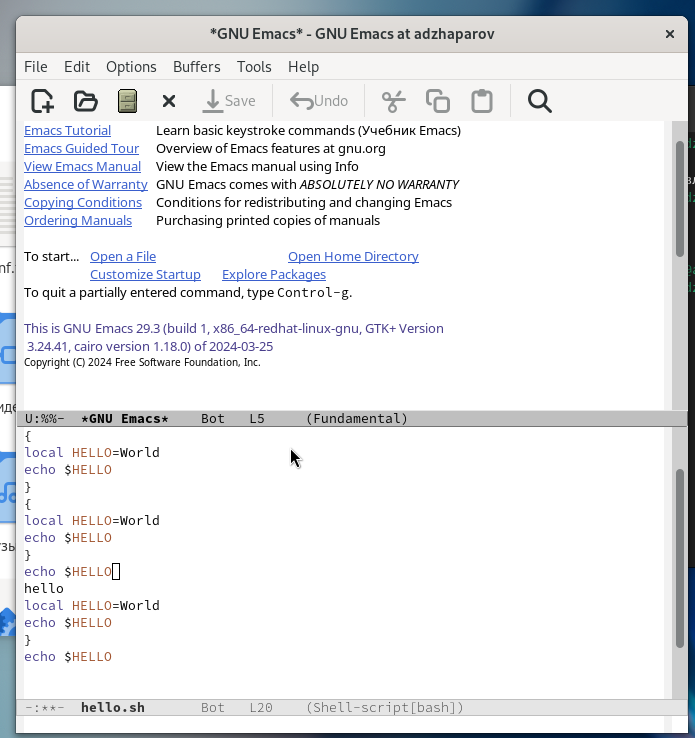 *GNU Emacs* - GNU Emacs at adzhaparov
File Edit Options Buffers Tools Help
Save Undo
Emacs Tutorial Learn basic keystroke commands (Учебник Emacs)
Emacs Guided Tour Overview of Emacs features at gnu.org
View Emacs Manual View the Emacs manual using Info
Absence of Warranty GNU Emacs comes with ABSOLUTELY NO WARRANTY
Copying Conditions Conditions for redistributing and changing Emacs
Ordering Manuals Purchasing printed copies of manuals
To start... Open a File Open Home Directory
Customize Startup Explore Packages
To quit a partially entered command, type Control-g.
This is GNU Emacs 29.3 (build 1, x86_64-redhat-linux-gnu, GTK+ Version
3.24.41, cairo version 1.18.0) of 2024-03-25
Copyright (C) 2024 Free Software Foundation, Inc.
U:%%- *GNU Emacs* Bot L5 (Fundamental)
{
local HELLO=World
echo $HELLO
}
{
local HELLO=World
echo $HELLO
}
echo $HELLO
hello
local HELLO=World
echo $HELLO
}
echo $HELLO
-:**- hello.sh Bot L20 (Shell-script[bash])